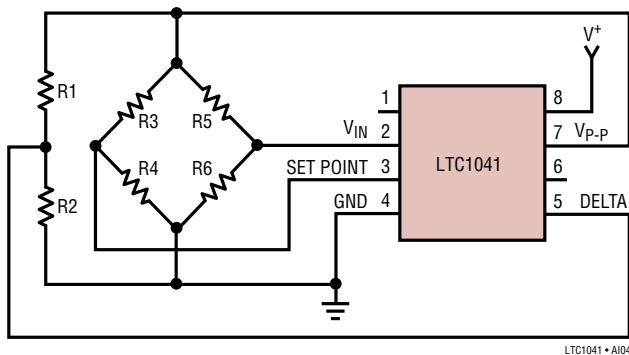 V+
R1
R3
R5
R4
R6
R2
1
VIN 2
SET POINT 3
GND 4
LTC1041
8
7 VP-P
6
5 DELTA
LTC1041 • AI04